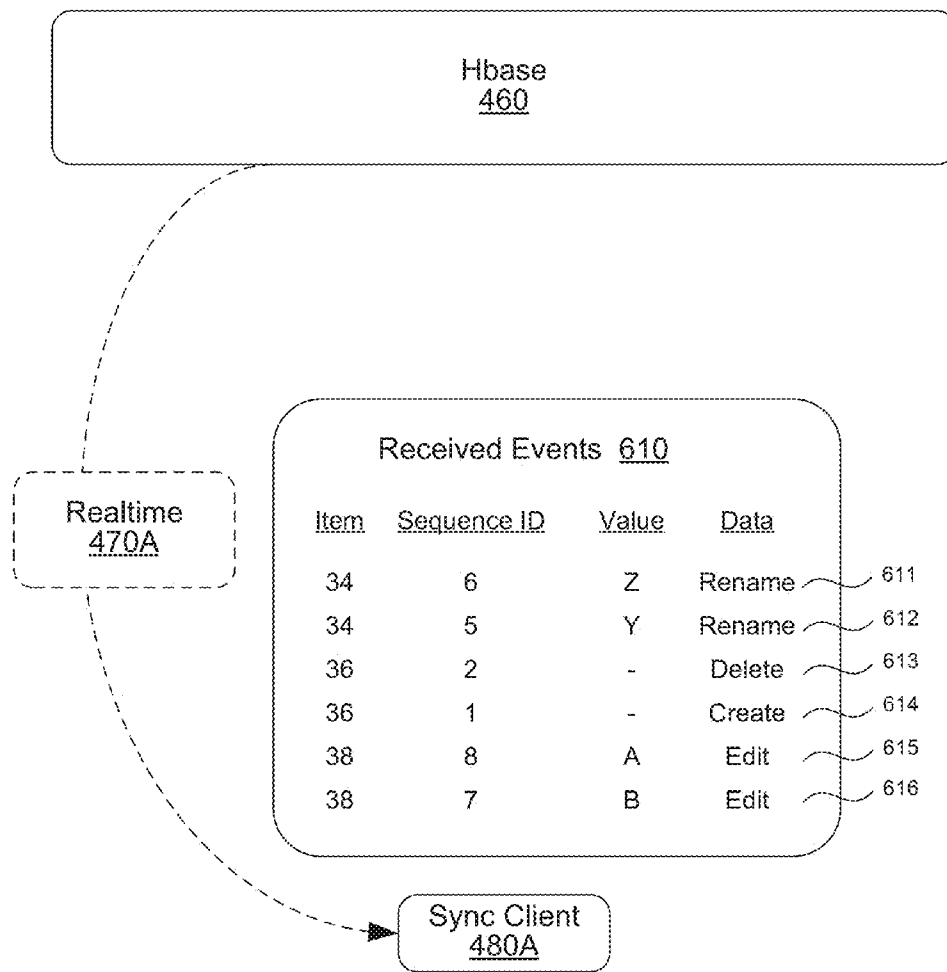 Hbase
460
Realtime
470A
Received Events 610
Item Sequence ID Value Data
34 6 Z Rename 611
34 5 Y Rename 612
36 2 - Delete 613
36 1 - Create 614
38 8 A Edit 615
38 7 B Edit 616
Sync Client
480A